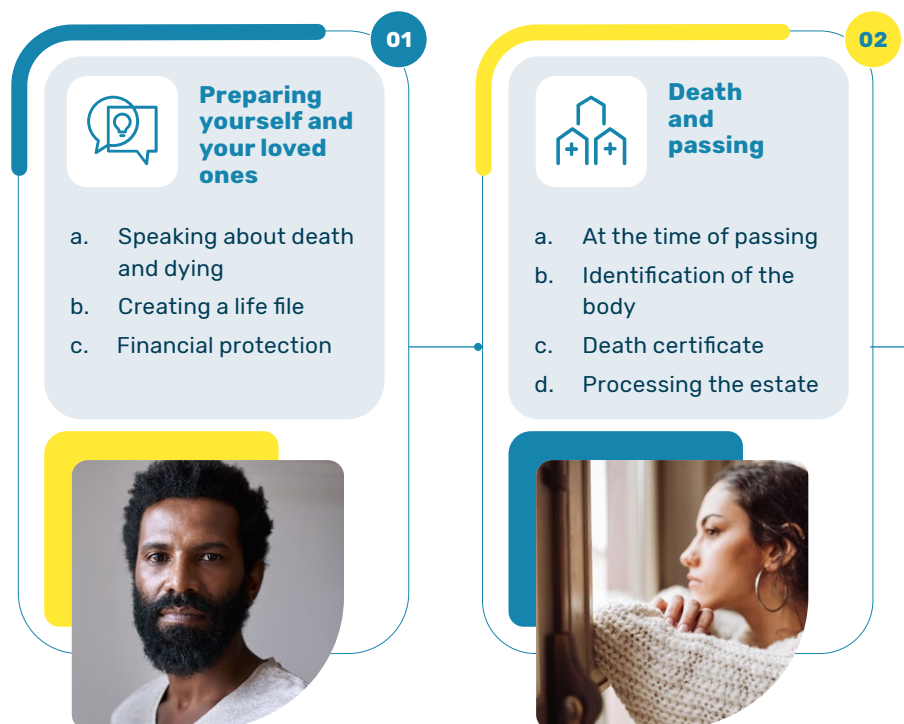 01
Preparing
yourself and
your loved
ones
a. Speaking about death
and dying
b. Creating a life file
c. Financial protection
02
Death
and
passing
a. At the time of passing
b. Identification of the
body
c. Death certificate
d. Processing the estate